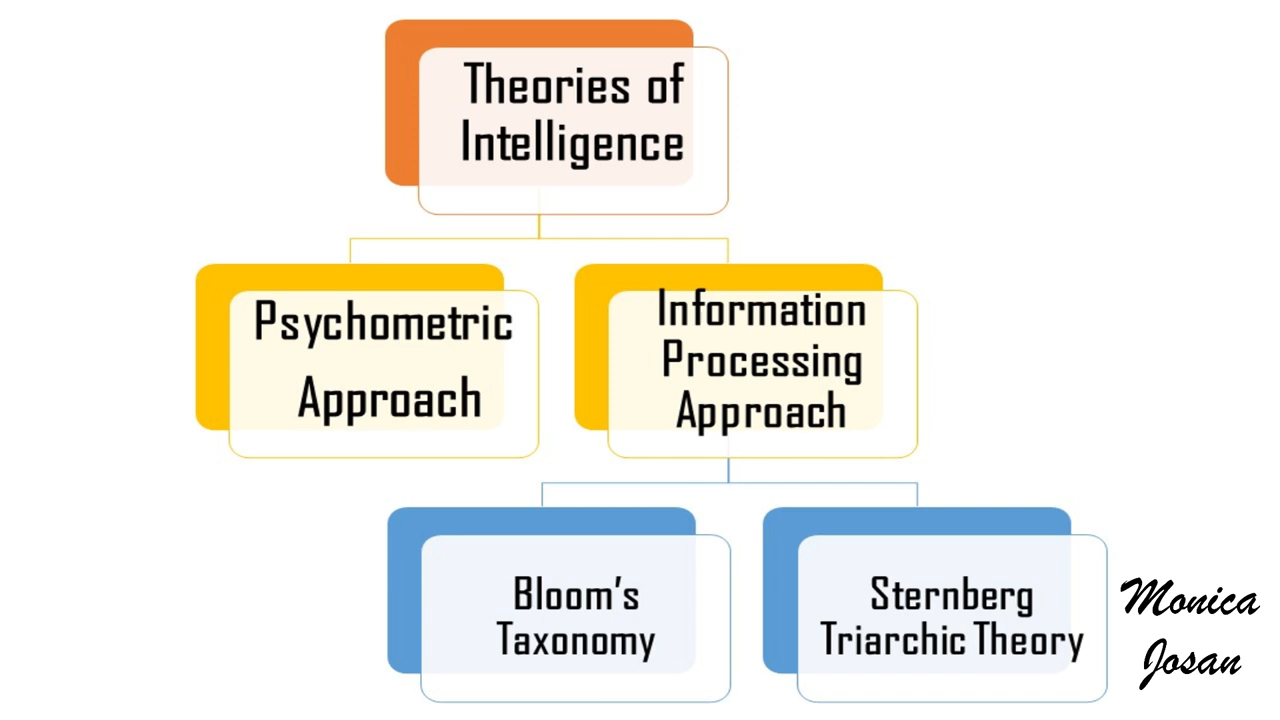 Theories of
Intelligence
Psychometric
Approach
Information
Processing
Approach
Bloom's
Taxonomy
Sternberg
Triarchic Theory
Monica
Josan